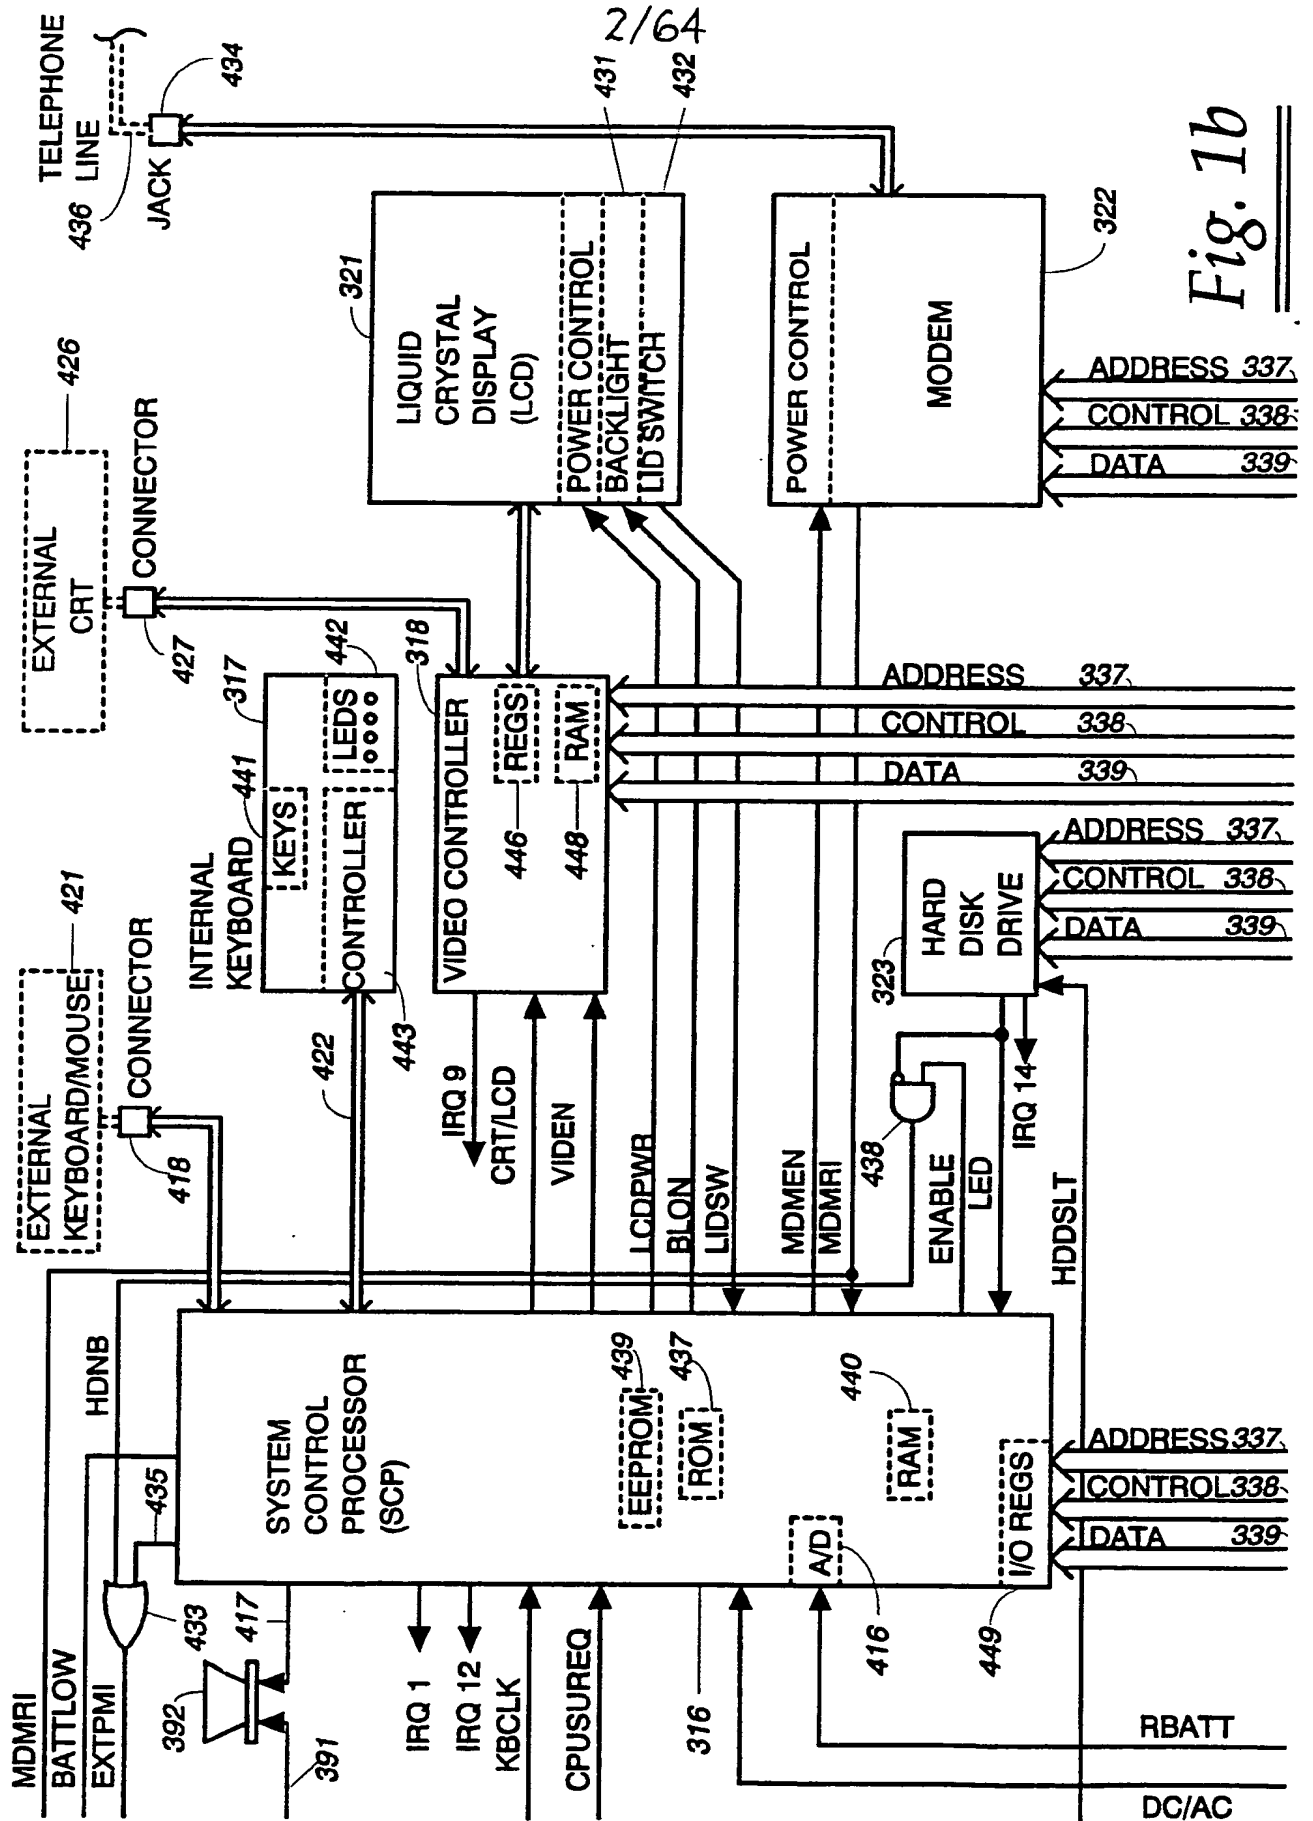 2/64
TELEPHONE
LINE
436
JACK
434
EXTERNAL
CRT
426
CONNECTOR
427
EXTERNAL
KEYBOARD/MOUSE
421
CONNECTOR
418
INTERNAL
KEYBOARD
441
317
KEYS
LEDS
442
CONTROLLER
443
422
VIDEO CONTROLLER
318
REGS
446
RAM
448
LIQUID
CRYSTAL
DISPLAY
(LCD)
321
POWER CONTROL
BACKLIGHT
LID SWITCH
431
432
POWER CONTROL
MODEM
322
ADDRESS 337
CONTROL 338
DATA 339
ADDRESS 337
CONTROL 338
DATA 339
HARD
DISK
DRIVE
323
ADDRESS 337
CONTROL 338
DATA 339
IRQ 9
CRT/LCD
VIDEN
LCDPWR
BLON
LIDSW
MDMEN
MDMRI
438
ENABLE
LED
IRQ 14
HDDSLT
SYSTEM
CONTROL
PROCESSOR
(SCP)
EEPROM
439
ROM
437
RAM
440
A/D
416
I/O REGS
449
ADDRESS 337
CONTROL 338
DATA 339
HDNB
435
433
MDMRI
BATTLOW
EXTPMI
392
417
391
IRQ 1
IRQ 12
KBCLK
CPUSUREQ
316
RBATT
DC/AC
Fig. 1b